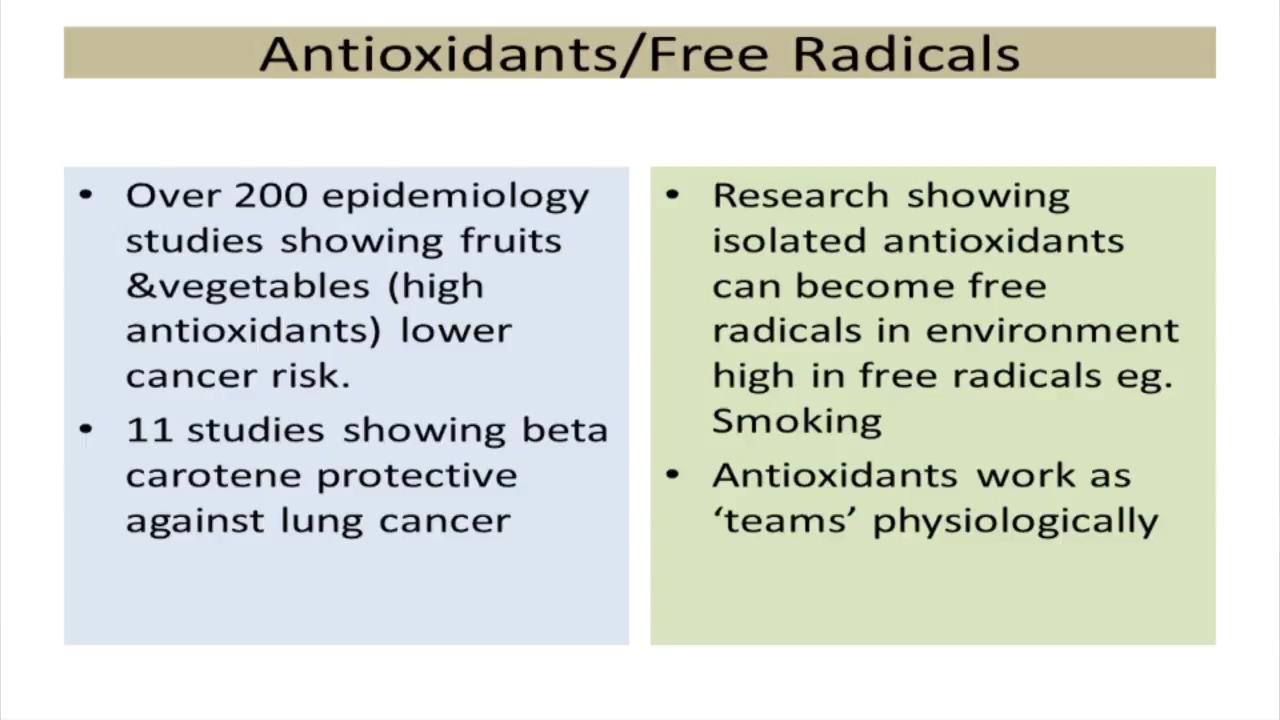 Antioxidants/Free Radicals
• Over 200 epidemiology
studies showing fruits
&vegetables (high
antioxidants) lower
cancer risk.
• 11 studies showing beta
carotene protective
against lung cancer
• Research showing
isolated antioxidants
can become free
radicals in environment
high in free radicals eg.
Smoking
• Antioxidants work as
‘teams’ physiologically